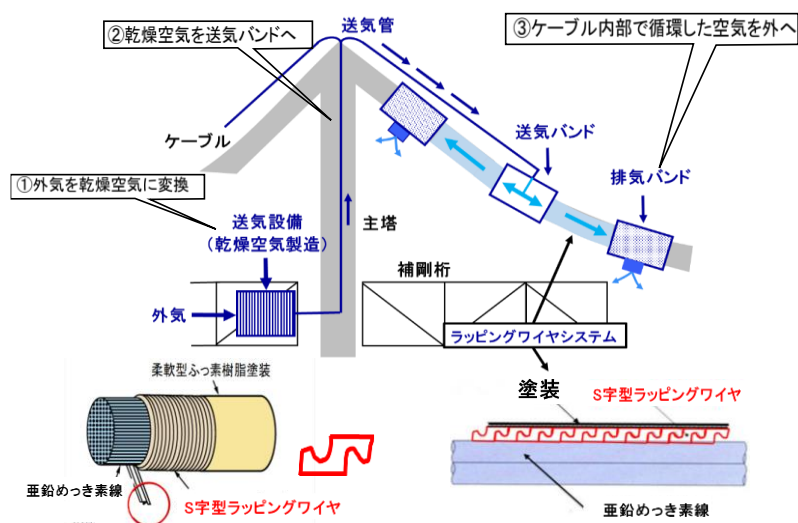 ②乾燥空気を送気バンドへ
送気管
③ケーブル内部で循環した空気を外へ
ケーブル
送気バンド
排気バンド
①外気を乾燥空気に変換
送気設備
（乾燥空気製造）
主塔
補剛桁
外気
ラッピングワイヤシステム
柔軟型ふっ素樹脂塗装
塗装
S字型ラッピングワイヤ
亜鉛めっき素線
S字型ラッピングワイヤ
亜鉛めっき素線